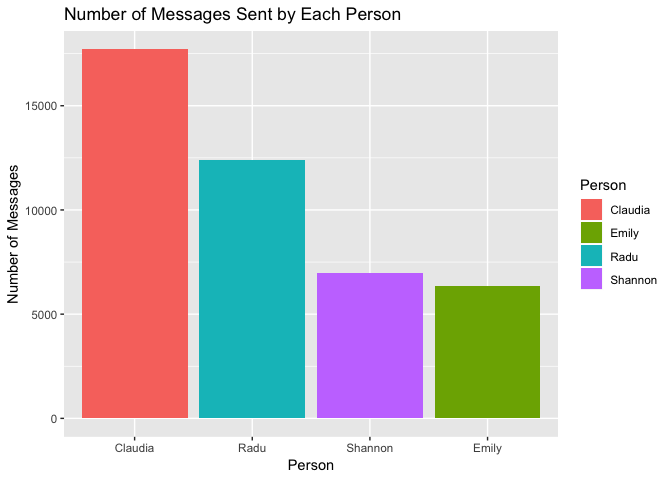 Number of Messages Sent by Each Person
Number of Messages
15000
10000
5000
0
Claudia Radu Shannon Emily
Person
Person
Claudia
Emily
Radu
Shannon